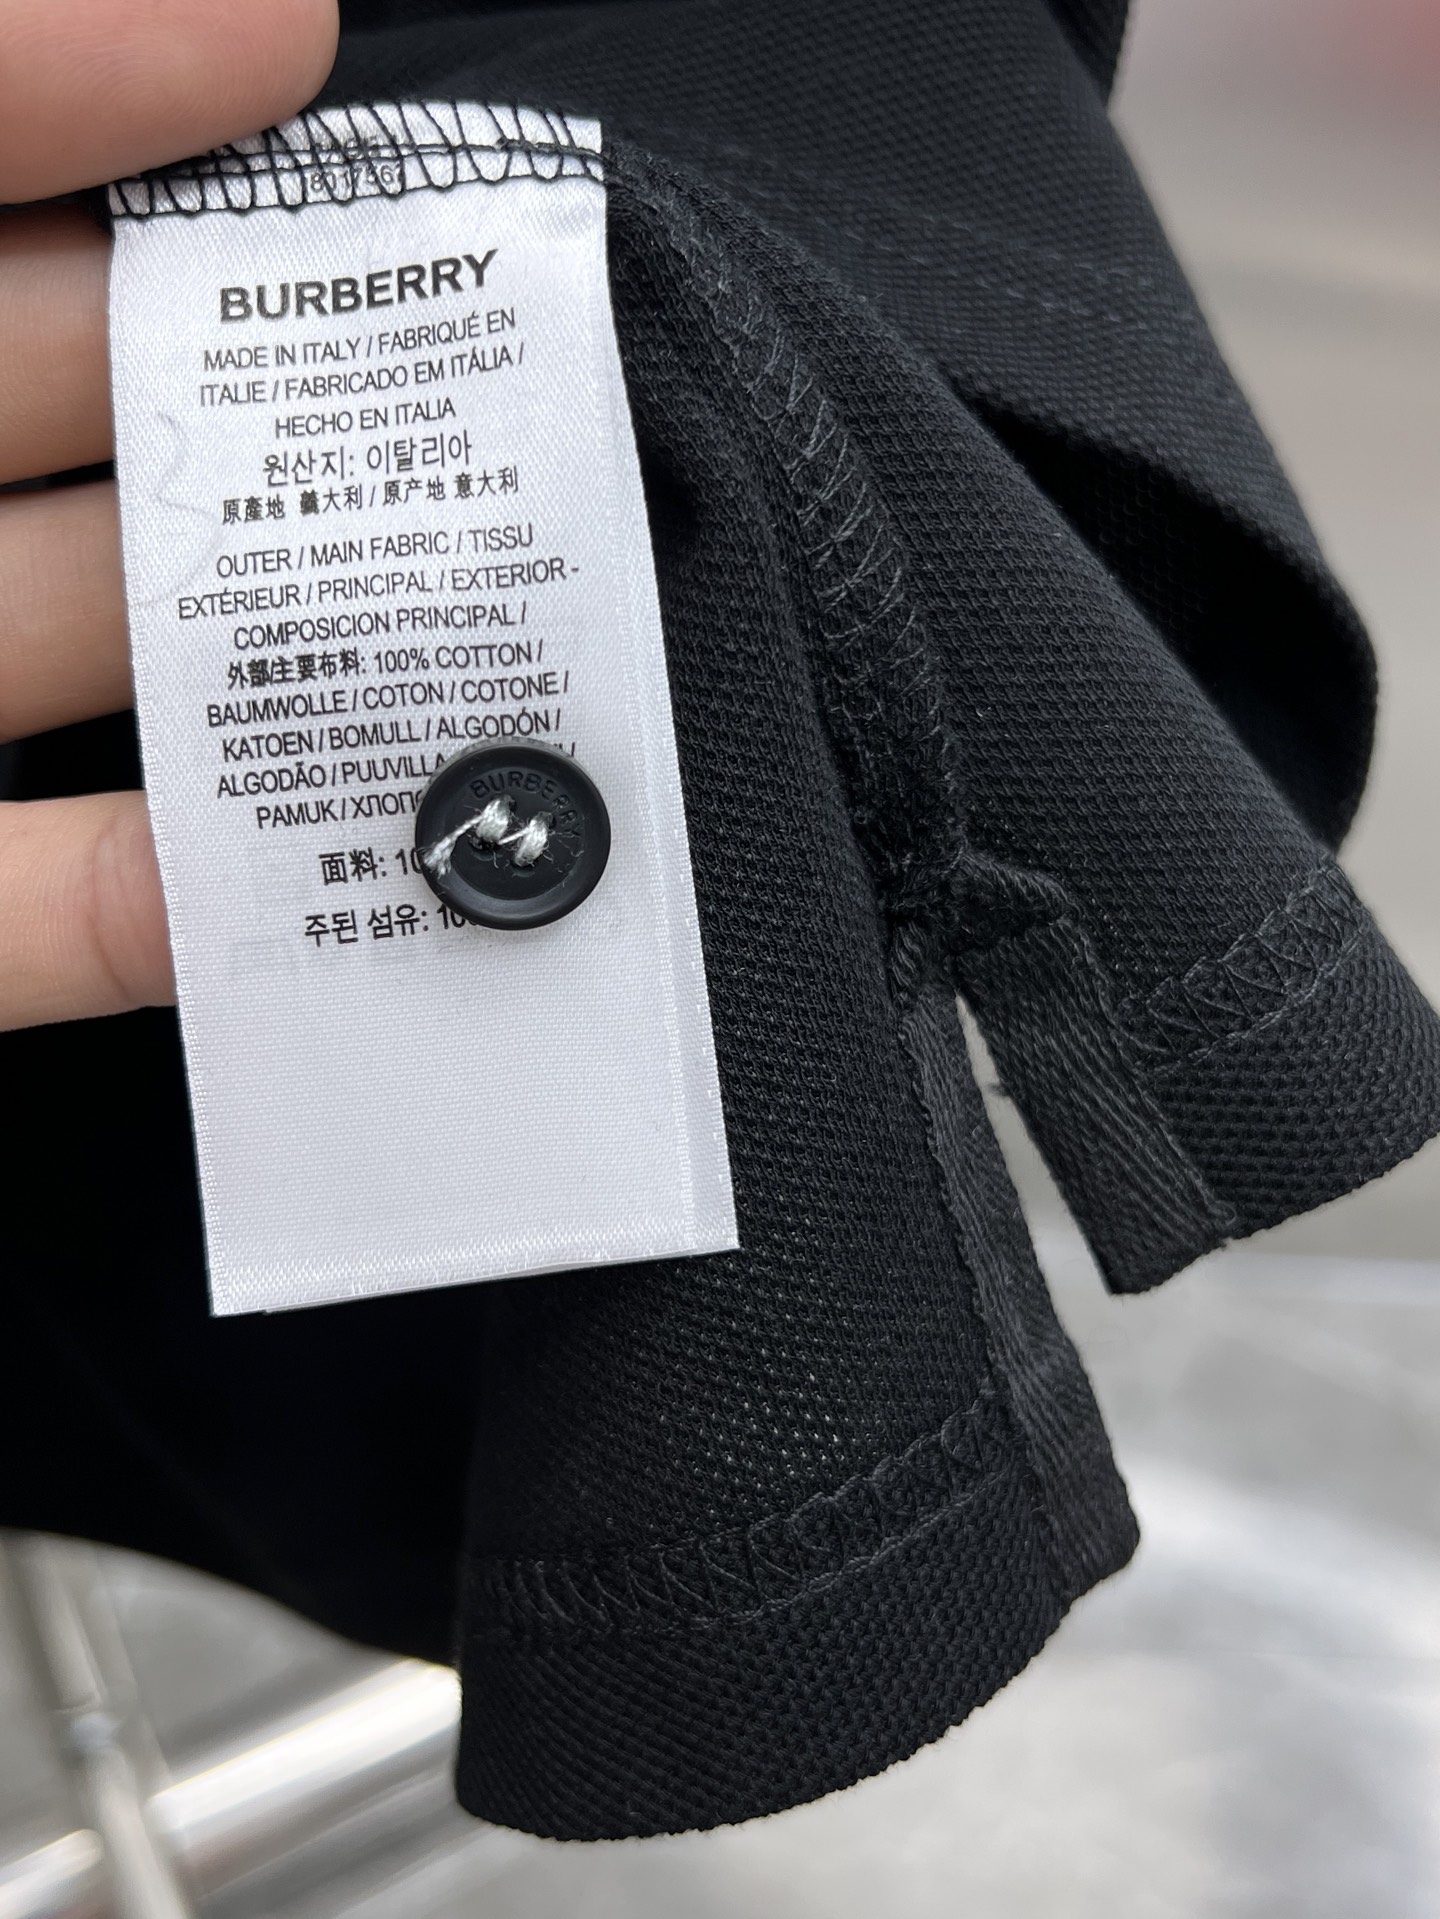 BURBERRY
MADE IN ITALY / FABRIQUÉ EN
ITALIE / FABRICADO EM ITÁLIA /
HECHO EN ITALIA
원산지: 이탈리아
原產地 義大利 / 原产地 意大利
OUTER / MAIN FABRIC / TISSU
EXTÉRIEUR / PRINCIPAL / EXTERIOR -
COMPOSICION PRINCIPAL /
外部/主要布料: 100% COTTON /
BAUMWOLLE / COTON / COTONE /
KATOEN / BOMULL / ALGODÓN /
ALGODÃO / PUUVILLA
PAMUK /
BURBERRY
面料:
주된 섬유: